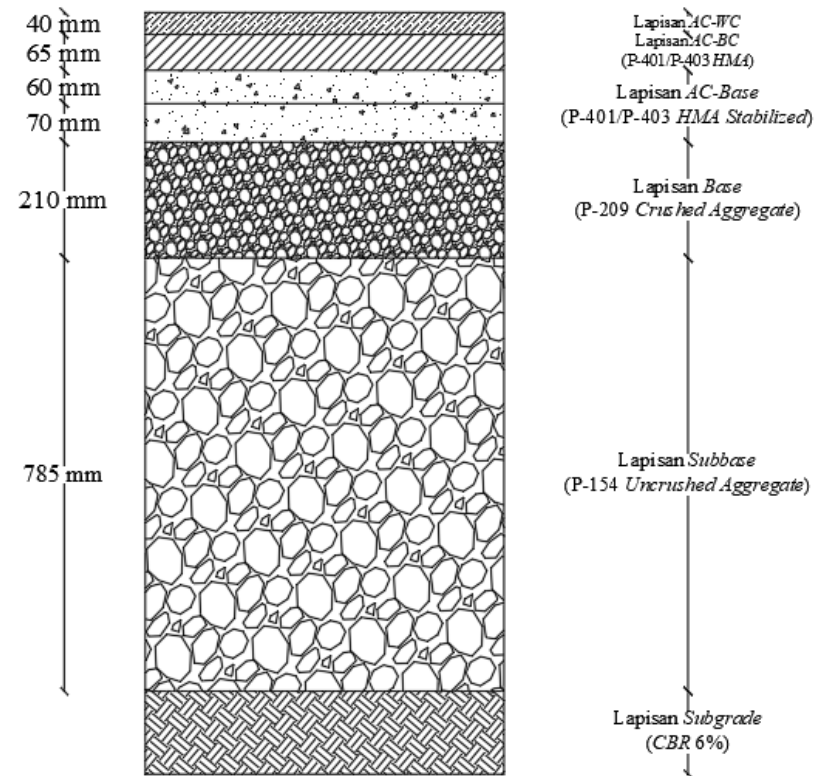 40 mm
65 mm
60 mm
70 mm
210 mm
785 mm
Lapisan AC-WC
Lapisan AC-BC
(P-401/P-403 HMA)
Lapisan AC-Base
(P-401/P-403 HMA Stabilized)
Lapisan Base
(P-209 Crushed Aggregate)
Lapisan Subbase
(P-154 Uncrushed Aggregate)
Lapisan Subgrade
(CBR 6%)